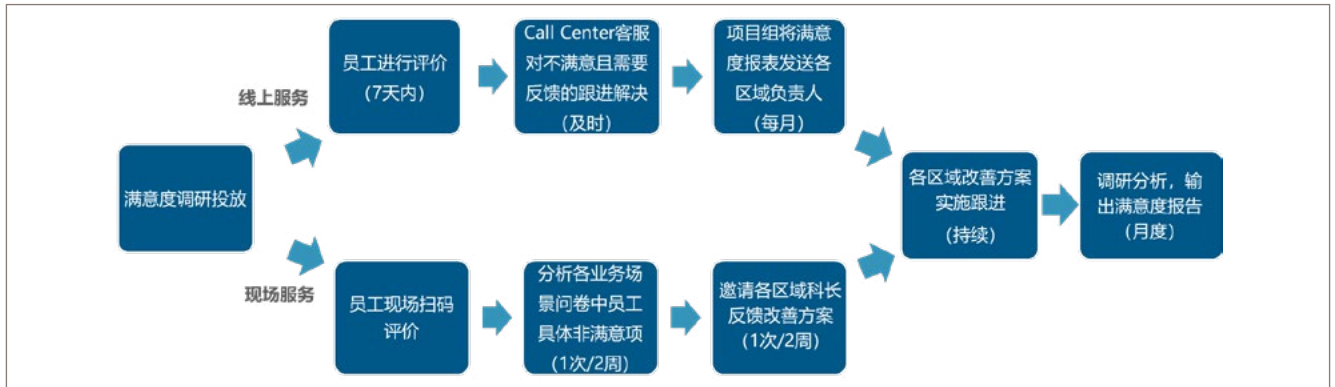 满意度调研投放
线上服务
员工进行评价
(7天内)
Call Center客服
对不满意且需要
反馈的跟进解决
(及时)
项目组将满意
度报表发送各
区域负责人
(每月)
现场服务
员工现场扫码
评价
分析各业务场
景问卷中员工
具体非满意项
(1次/2周)
邀请各区域科长
反馈改善方案
(1次/2周)
各区域改善方案
实施跟进
(持续)
调研分析，输
出满意度报告
(月度)